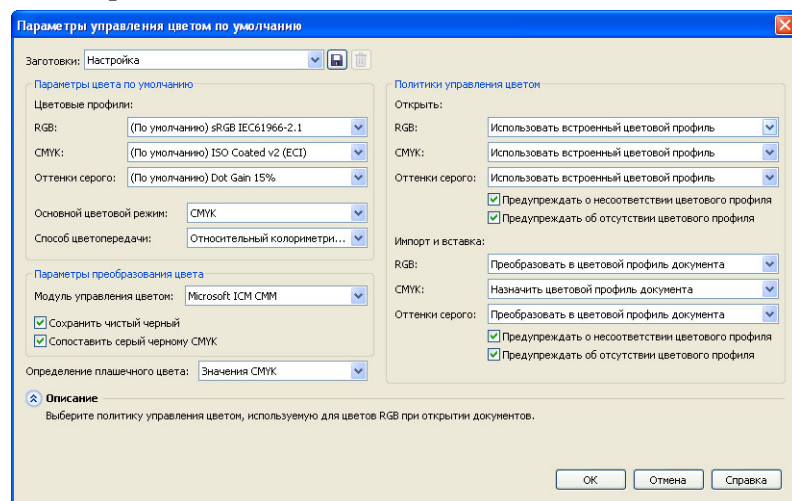 Параметры управления цветом по умолчанию
Заготовки: Настройка
Параметры цвета по умолчанию
Цветовые профили:
RGB: (По умолчанию) sRGB IEC61966-2.1
CMYK: (По умолчанию) ISO Coated v2 (ECI)
Оттенки серого: (По умолчанию) Dot Gain 15%
Основной цветовой режим: CMYK
Способ цветопередачи: Относительный колориметри...
Параметры преобразования цвета
Модуль управления цветом: Microsoft ICM CMM
Сохранить чистый черный
Сопоставить серый черному CMYK
Определение плашечного цвета: Значения CMYK
Политики управления цветом
Открыть:
RGB: Использовать встроенный цветовой профиль
CMYK: Использовать встроенный цветовой профиль
Оттенки серого: Использовать встроенный цветовой профиль
Предупреждать о несоответствии цветового профиля
Предупреждать об отсутствии цветового профиля
Импорт и вставка:
RGB: Преобразовать в цветовой профиль документа
CMYK: Назначить цветовой профиль документа
Оттенки серого: Преобразовать в цветовой профиль документа
Предупреждать о несоответствии цветового профиля
Предупреждать об отсутствии цветового профиля
Описание
Выберите политику управления цветом, используемую для цветов RGB при открытии документов.
OK Отмена Справка